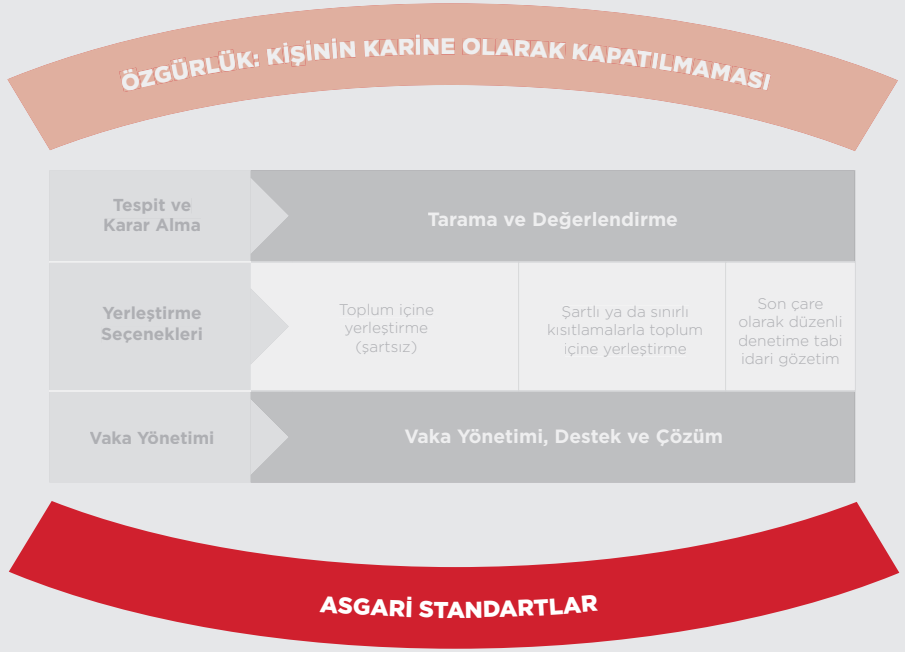 ÖZGÜRLÜK: KİŞİNİN KARİNE OLARAK KAPATILMAMASI
Tespit ve
Karar Alma
Tarama ve Değerlendirme
Yerleştirme
Seçenekleri
Toplum içine
yerleştirme
(şartsız)
Şartlı ya da sınırlı
kısıtlamalarla toplum
içine yerleştirme
Son çare
olarak düzenli
denetime tabi
idari gözetim
Vaka Yönetimi
Vaka Yönetimi, Destek ve Çözüm
ASGARİ STANDARTLAR